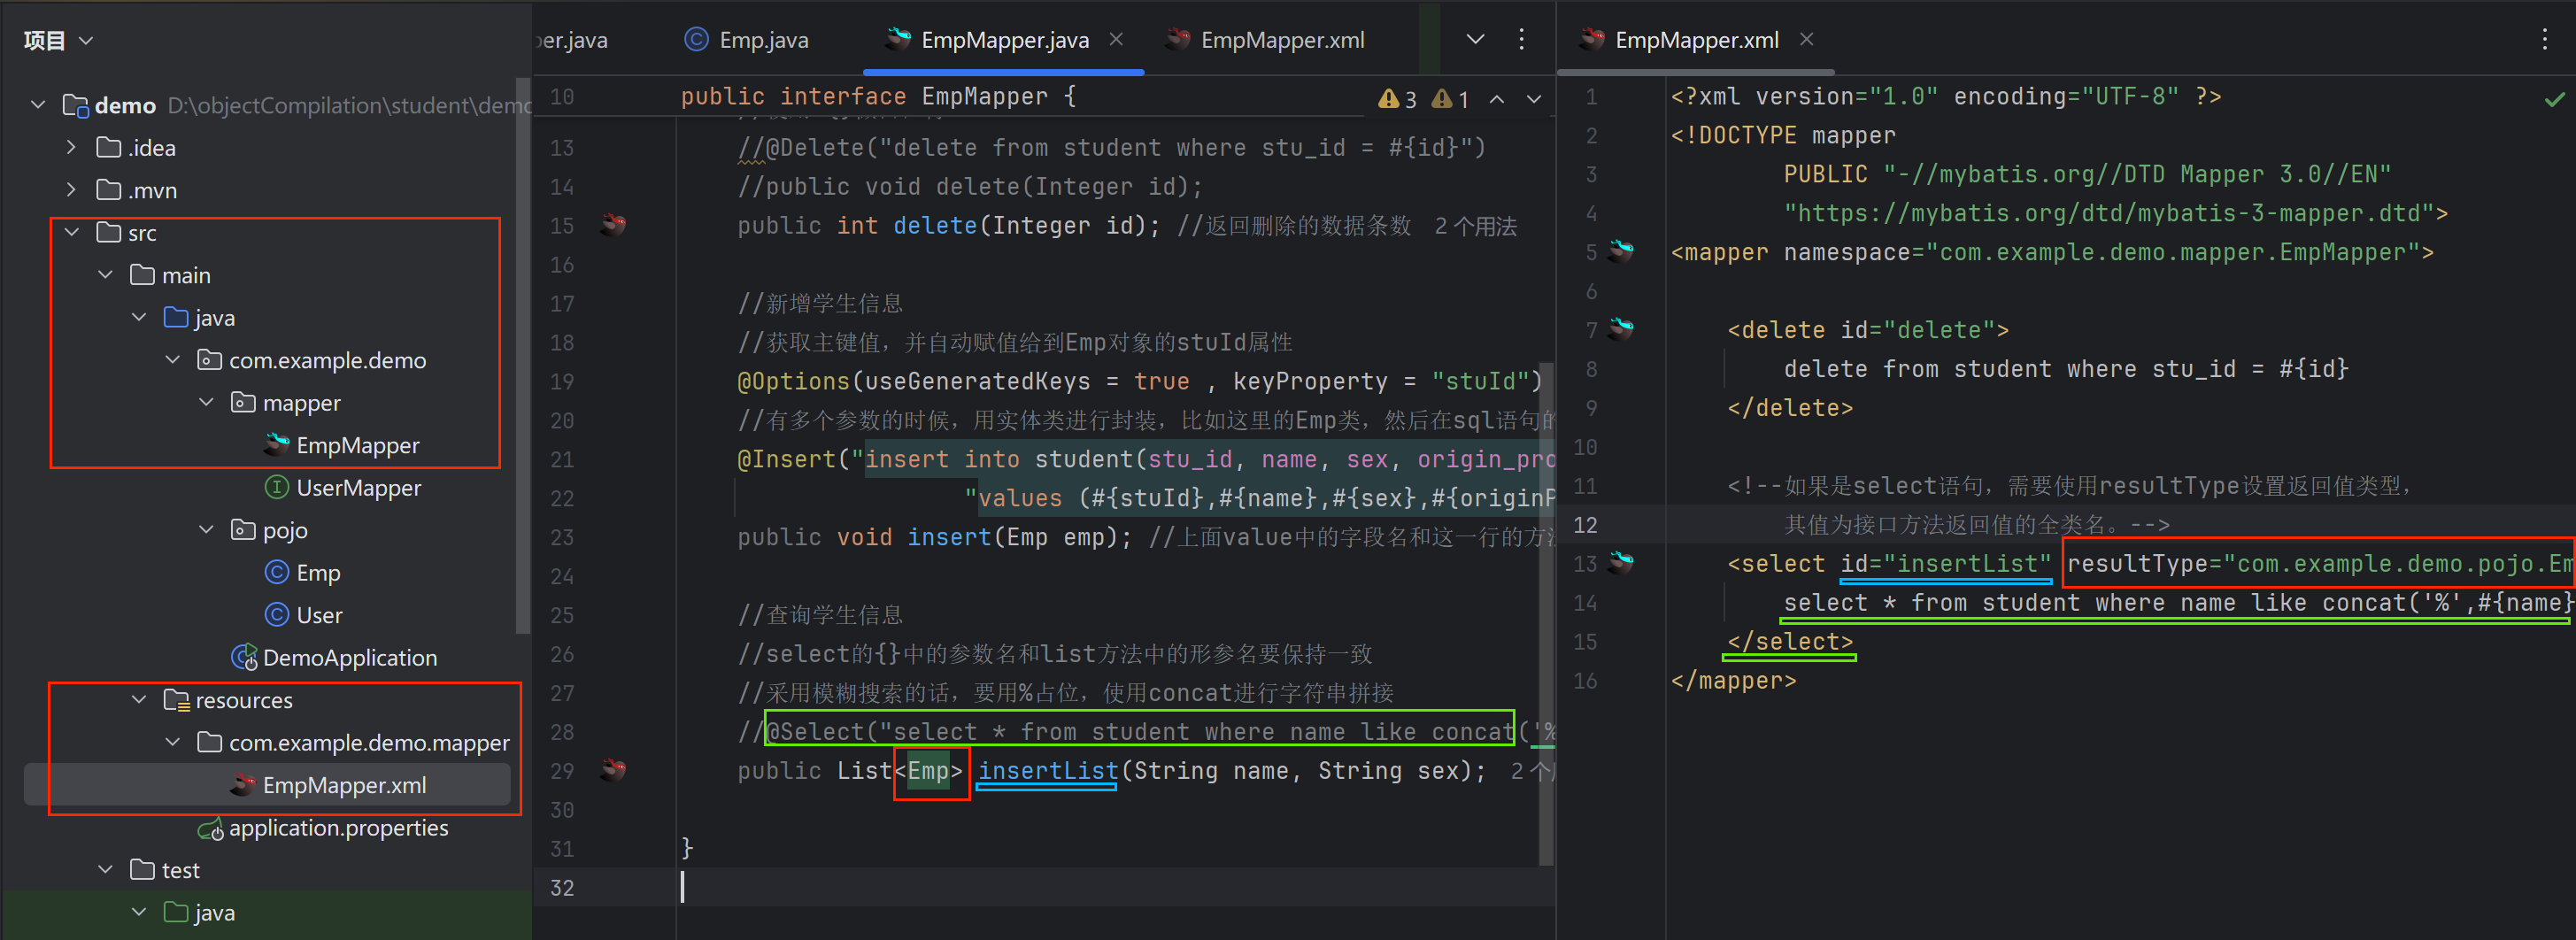 项目
demo D:\objectCompilation\student\demo
.idea
.mvn
src
main
java
com.example.demo
mapper
EmpMapper
UserMapper
pojo
Emp
User
DemoApplication
resources
com.example.demo.mapper
EmpMapper.xml
application.properties
test
java
er.java
Emp.java
EmpMapper.java
EmpMapper.xml
10 public interface EmpMapper {
3 1
13 //@Delete("delete from student where stu_id = #{id}")
14 //public void delete(Integer id);
15 public int delete(Integer id); //返回删除的数据条数 2 个用法
16
17 //新增学生信息
18 //获取主键值，并自动赋值给到Emp对象的stuId属性
19 @Options(useGeneratedKeys = true , keyProperty = "stuId")
20 //有多个参数的时候，用实体类进行封装，比如这里的Emp类，然后在sql语句的
21 @Insert("insert into student(stu_id, name, sex, origin_pro
22 "values (#{stuId},#{name},#{sex},#{originP
23 public void insert(Emp emp); //上面value中的字段名和这一行的方法
24
25 //查询学生信息
26 //select的{}中的参数名和list方法中的形参名要保持一致
27 //采用模糊搜索的话，要用%占位，使用concat进行字符串拼接
28 //@Select("select * from student where name like concat('%
29 public List<Emp> insertList(String name, String sex); 2 个
30
31 }
32
EmpMapper.xml
1 <?xml version="1.0" encoding="UTF-8" ?>
2 <!DOCTYPE mapper
3 PUBLIC "-//mybatis.org//DTD Mapper 3.0//EN"
4 "https://mybatis.org/dtd/mybatis-3-mapper.dtd">
5 <mapper namespace="com.example.demo.mapper.EmpMapper">
6
7 <delete id="delete">
8 delete from student where stu_id = #{id}
9 </delete>
10
11 <!--如果是select语句，需要使用resultType设置返回值类型，
12 其值为接口方法返回值的全类名。-->
13 <select id="insertList" resultType="com.example.demo.pojo.Em
14 select * from student where name like concat('%',#{name}
15 </select>
16 </mapper>